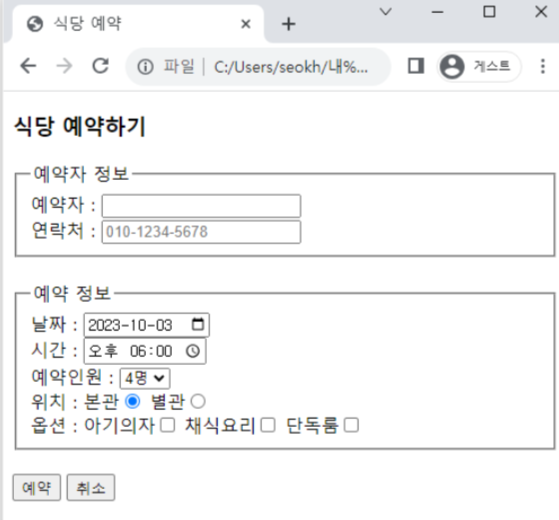 식당 예약
파일 | C:/Users/seokh/내%... 게스트
식당 예약하기
예약자 정보
예약자 :
연락처 : 010-1234-5678
예약 정보
날짜 : 2023-10-03
시간 : 오후 06:00
예약인원 : 4명
위치 : 본관 별관
옵션 : 아기의자 채식요리 단독룸
예약 취소